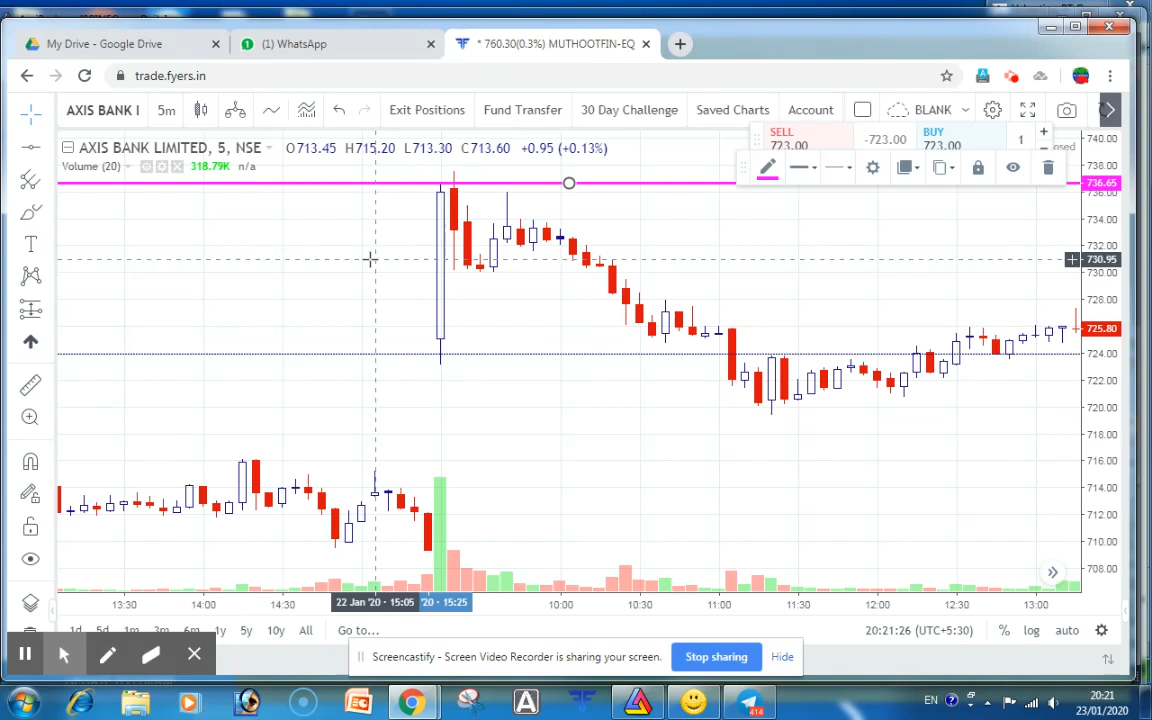 My Drive - Google Drive
(1) WhatsApp
* 760.30(0.3%) MUTHOOTFIN-EQ
trade.fyers.in
AXIS BANK l 5m Exit Positions Fund Transfer 30 Day Challenge Saved Charts Account BLANK
AXIS BANK LIMITED, 5, NSE O713.45 H715.20 L713.30 C713.60 +0.95 (+0.13%)
Volume (20) 318.79K n/a
SELL
723.00
-723.00
BUY
723.00
1
740.00
738.00
736.65
736.00
734.00
732.00
730.95
730.00
728.00
725.80
724.00
722.00
720.00
718.00
716.00
714.00
712.00
710.00
708.00
13:30 14:00 14:30 22 Jan '20 · 15:05 '20 · 15:25 10:00 10:30 11:00 11:30 12:00 12:30 13:00
1d 5d 1m 3m 6m 1y 5y 10y All Go to... 20:21:26 (UTC+5:30) % log auto
Screencastify - Screen Video Recorder is sharing your screen. Stop sharing Hide
EN
414
20:21
23/01/2020